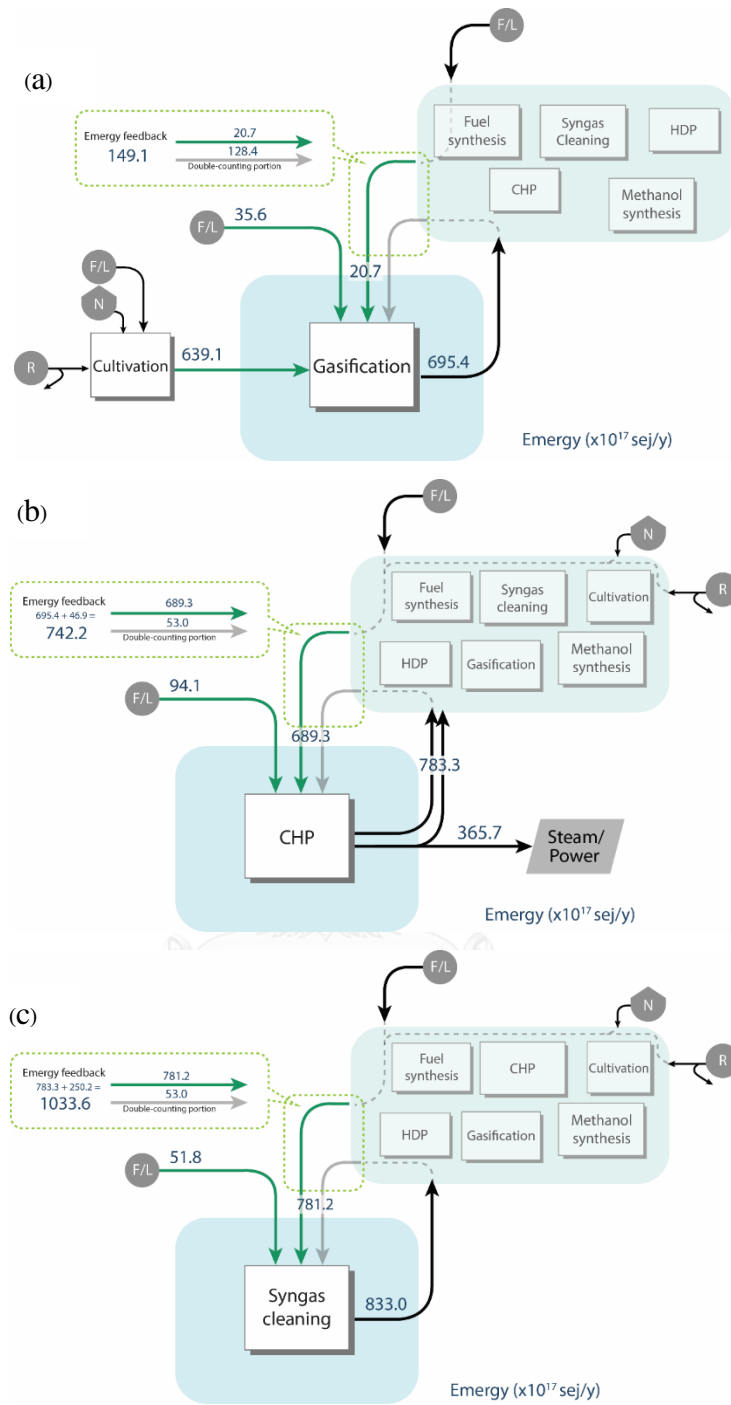 (a)
F/L
Emergy feedback
149.1
20.7
128.4
Double-counting portion
Fuel
synthesis
Syngas
Cleaning
HDP
CHP
Methanol
synthesis
35.6
F/L
F/L
N
20.7
R
Cultivation
639.1
Gasification
695.4
Emergy (x10¹⁷ sej/y)
(b)
F/L
N
Emergy feedback
695.4 + 46.9 =
742.2
689.3
53.0
Double-counting portion
Fuel
synthesis
Syngas
cleaning
Cultivation
R
HDP
Gasification
Methanol
synthesis
94.1
F/L
689.3
783.3
CHP
365.7
Steam/
Power
Emergy (x10¹⁷ sej/y)
(c)
F/L
N
Emergy feedback
783.3 + 250.2 =
1033.6
781.2
53.0
Double-counting portion
Fuel
synthesis
CHP
Cultivation
R
HDP
Gasification
Methanol
synthesis
51.8
F/L
781.2
Syngas
cleaning
833.0
Emergy (x10¹⁷ sej/y)